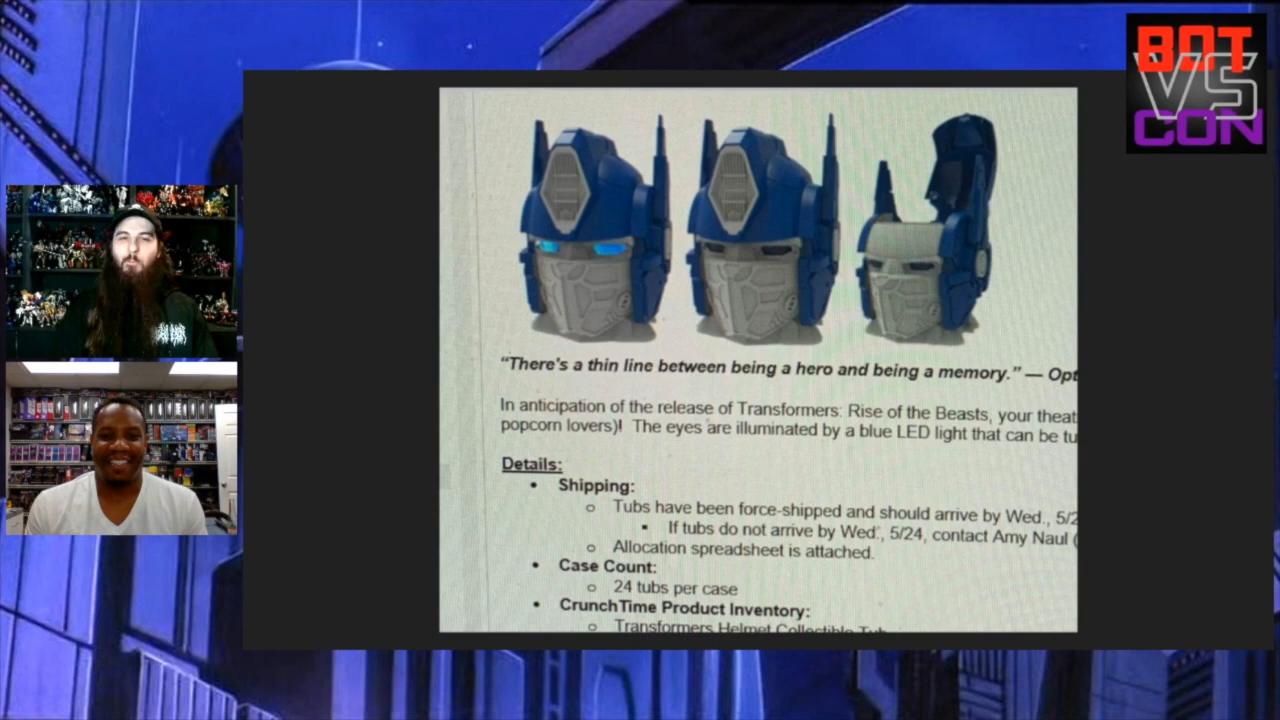 BOT
VS
CON
"There's a thin line between being a hero and being a memory." — Opt
In anticipation of the release of Transformers: Rise of the Beasts, your theat
popcorn lovers)! The eyes are illuminated by a blue LED light that can be tu
Details:
• Shipping:
o Tubs have been force-shipped and should arrive by Wed., 5/2
▪ If tubs do not arrive by Wed., 5/24, contact Amy Naul (
o Allocation spreadsheet is attached.
• Case Count:
o 24 tubs per case
• CrunchTime Product Inventory:
o Transformers Helmet Collectible Tub